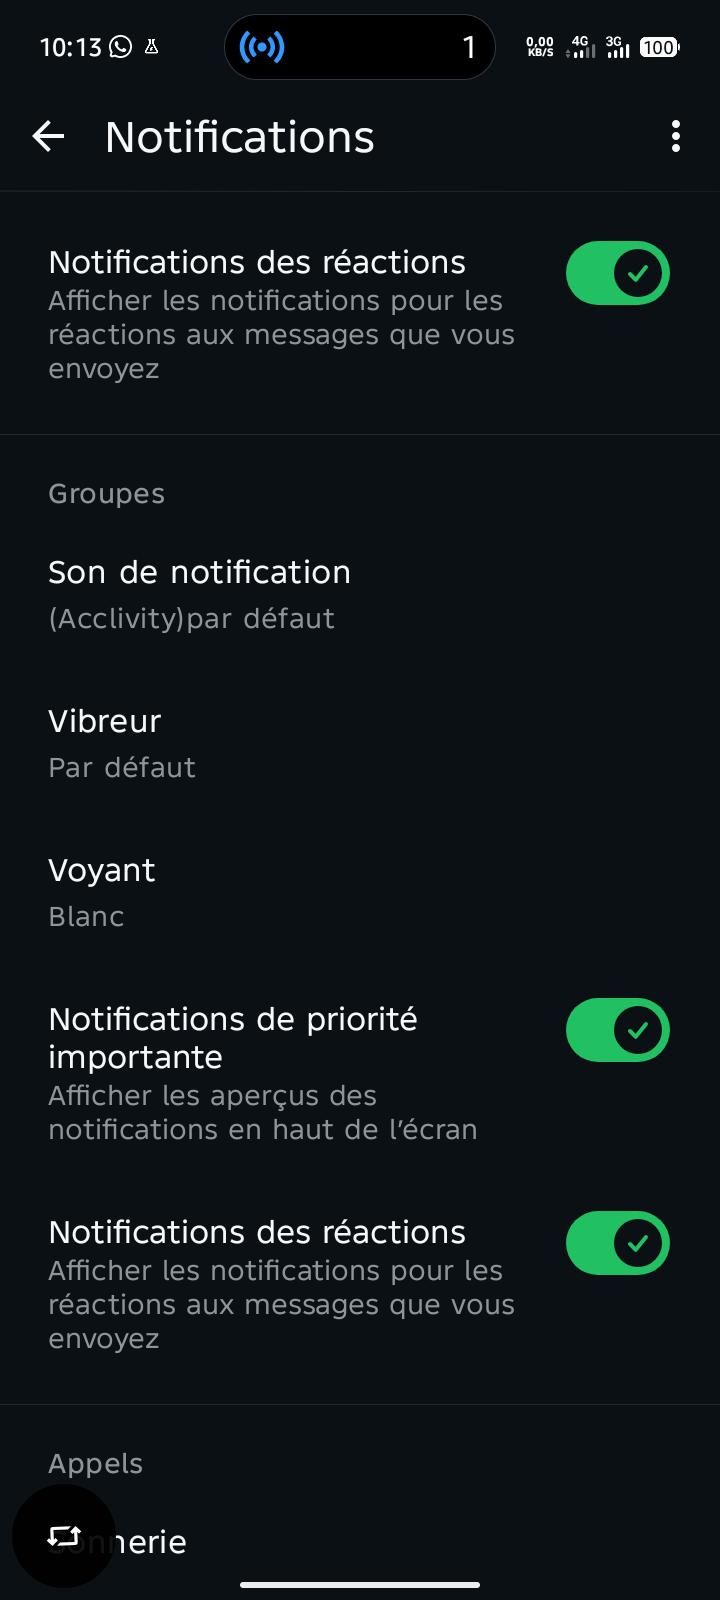 10:13
1
0,00 KB/S
4G
3G
100
Notifications
Notifications des réactions
Afficher les notifications pour les
réactions aux messages que vous
envoyez
Groupes
Son de notification
(Acclivity)par défaut
Vibreur
Par défaut
Voyant
Blanc
Notifications de priorité
importante
Afficher les aperçus des
notifications en haut de l’écran
Notifications des réactions
Afficher les notifications pour les
réactions aux messages que vous
envoyez
Appels
Sonnerie